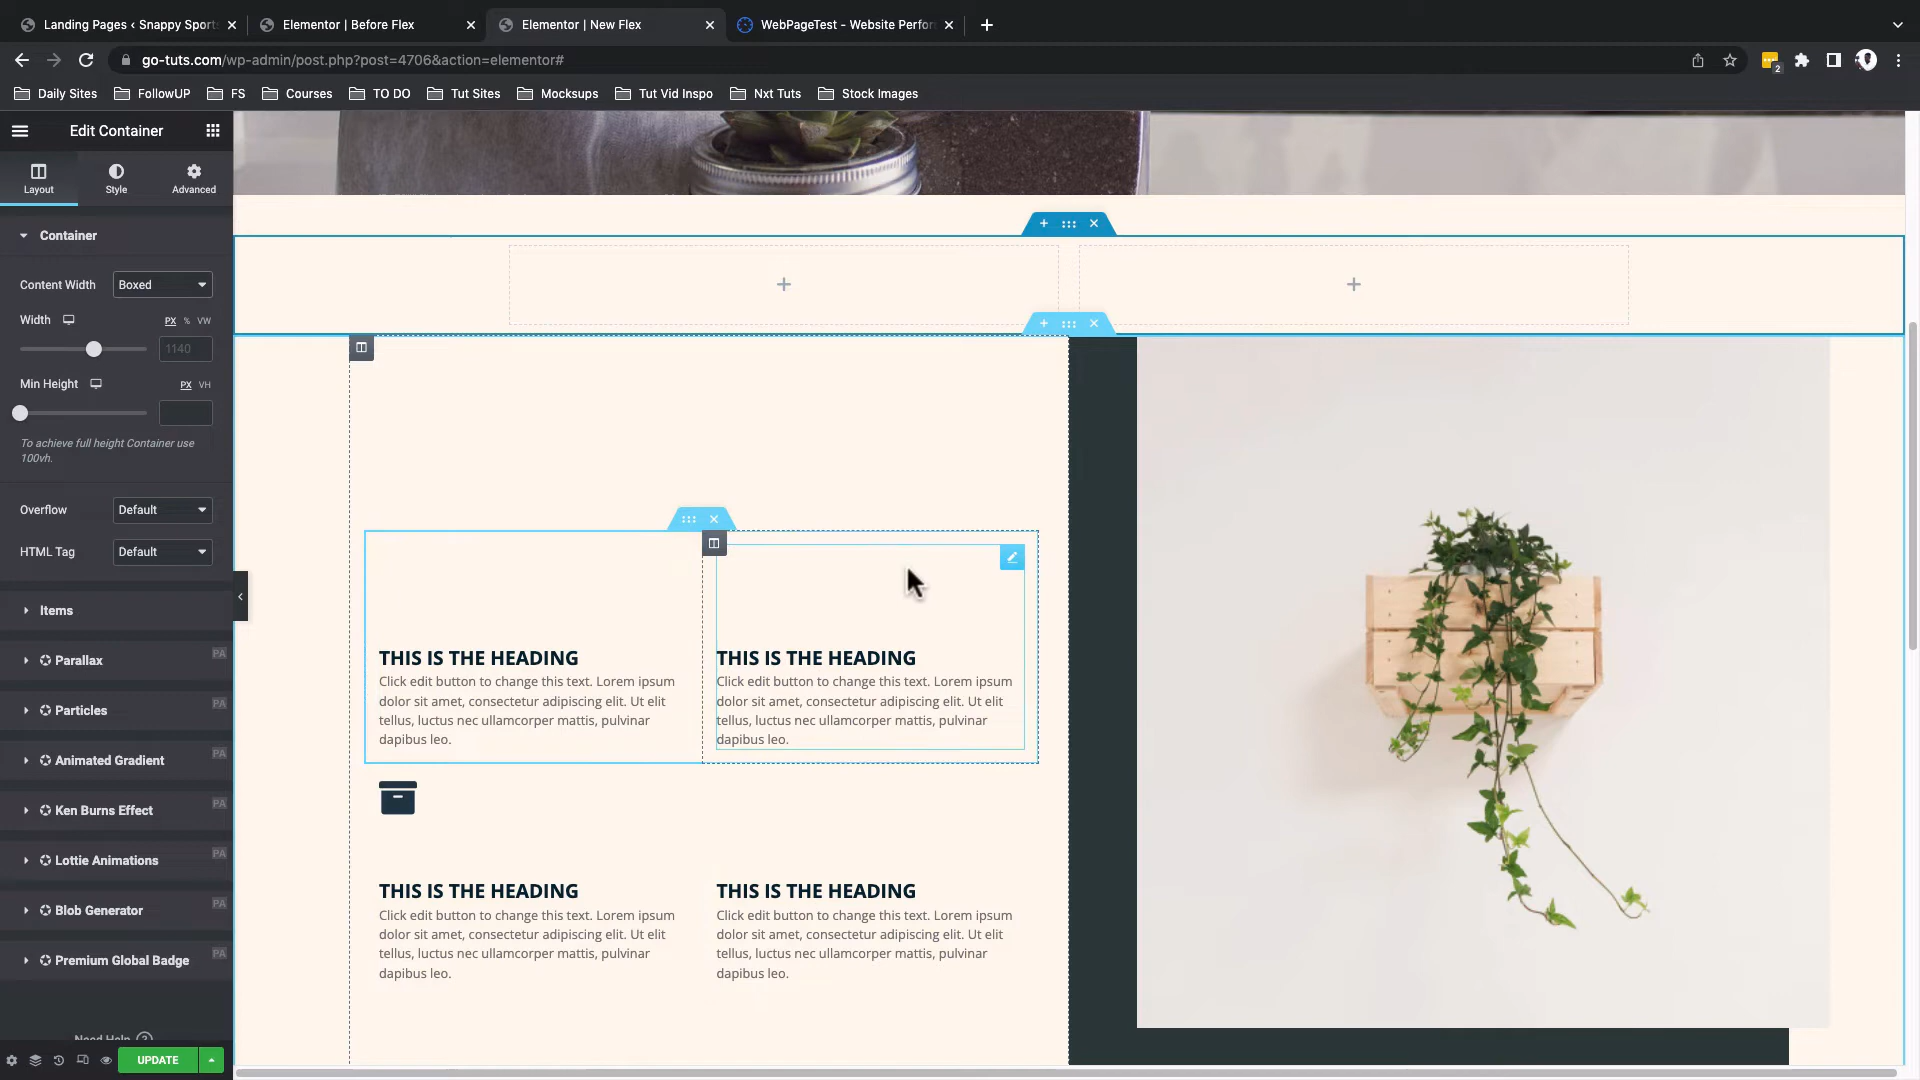 Landing Pages ‹ Snappy Sport
Elementor | Before Flex
Elementor | New Flex
WebPageTest - Website Perfor
go-tuts.com/wp-admin/post.php?post=4706&action=elementor#
2
Daily Sites
FollowUP
FS
Courses
TO DO
Tut Sites
Mocksups
Tut Vid Inspo
Nxt Tuts
Stock Images
Edit Container
Layout
Style
Advanced
Container
Content Width
Boxed
Width
PX % VW
1140
Min Height
PX VH
To achieve full height Container use
100vh.
Overflow
Default
HTML Tag
Default
Items
Parallax
PA
Particles
PA
Animated Gradient
PA
Ken Burns Effect
PA
Lottie Animations
PA
Blob Generator
PA
Premium Global Badge
PA
Need Help
UPDATE
THIS IS THE HEADING
Click edit button to change this text. Lorem ipsum
dolor sit amet, consectetur adipiscing elit. Ut elit
tellus, luctus nec ullamcorper mattis, pulvinar
dapibus leo.
THIS IS THE HEADING
Click edit button to change this text. Lorem ipsum
dolor sit amet, consectetur adipiscing elit. Ut elit
tellus, luctus nec ullamcorper mattis, pulvinar
dapibus leo.
THIS IS THE HEADING
Click edit button to change this text. Lorem ipsum
dolor sit amet, consectetur adipiscing elit. Ut elit
tellus, luctus nec ullamcorper mattis, pulvinar
dapibus leo.
THIS IS THE HEADING
Click edit button to change this text. Lorem ipsum
dolor sit amet, consectetur adipiscing elit. Ut elit
tellus, luctus nec ullamcorper mattis, pulvinar
dapibus leo.